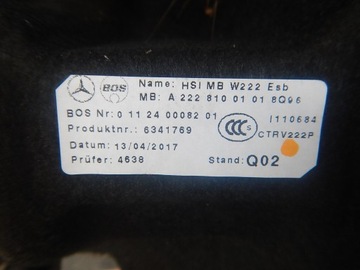 BOS Name: HSI MB W222 Esb
MB: A 222 810 01 01 8Q96
BOS Nr: 0 11 24 00082 01 I110684
Produktnr.: 6341769 CCC S CTRV222P
Datum: 13/04/2017
Prüfer: 4638 Stand: Q02